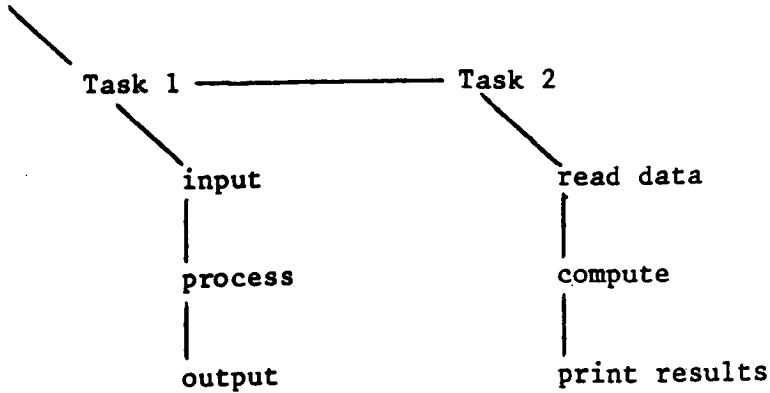 Task 1
Task 2
input
read data
process
compute
output
print results